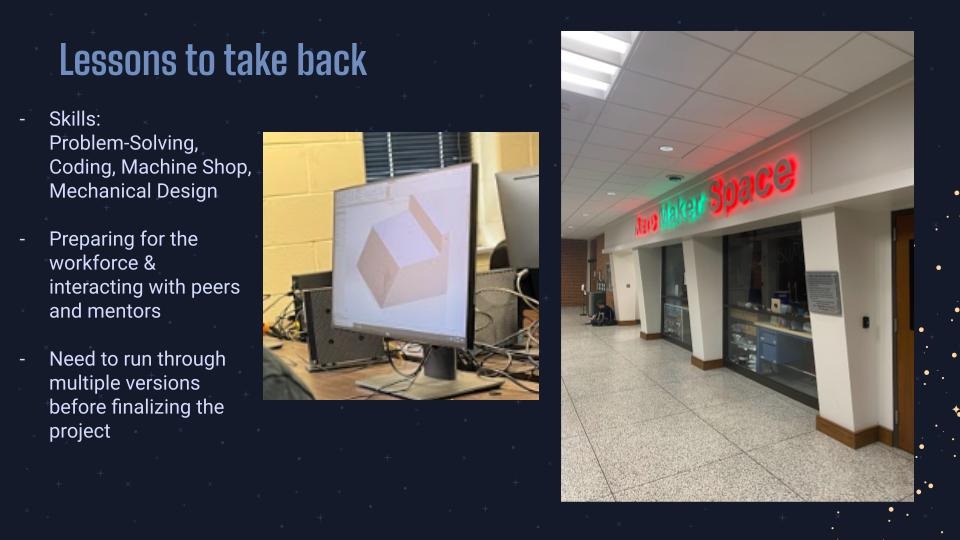 Lessons to take back
- Skills:
Problem-Solving,
Coding, Machine Shop,
Mechanical Design
- Preparing for the
workforce &
interacting with peers
and mentors
- Need to run through
multiple versions
before finalizing the
project
Aero Maker Space